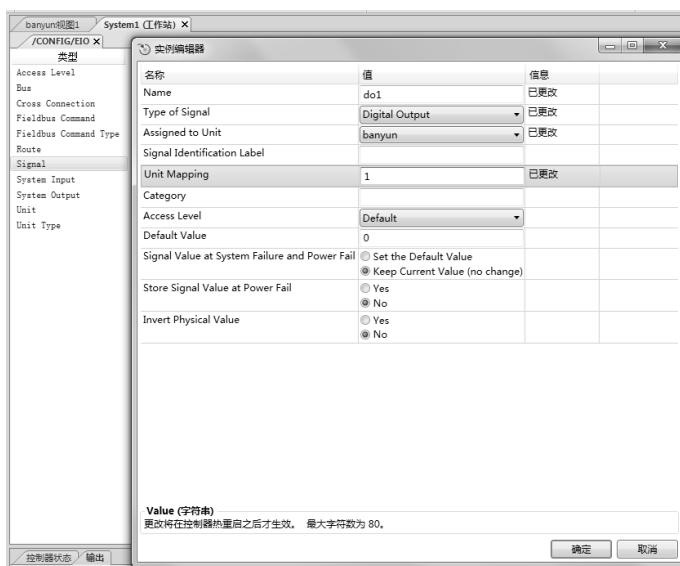 banyun视图1 System1 (工作站) X
/CONFIG/EIO X
类型
Access Level
Bus
Cross Connection
Fieldbus Command
Fieldbus Command Type
Route
Signal
System Input
System Output
Unit
Unit Type
实例编辑器
名称 值 信息
Name do1 已更改
Type of Signal Digital Output 已更改
Assigned to Unit banyun 已更改
Signal Identification Label
Unit Mapping 1 已更改
Category
Access Level Default
Default Value 0
Signal Value at System Failure and Power Fail Set the Default Value
Keep Current Value (no change)
Store Signal Value at Power Fail Yes
No
Invert Physical Value Yes
No
Value (字符串)
更改将在控制器热重启之后才生效。 最大字符数为 80。
确定 取消
控制器状态 输出